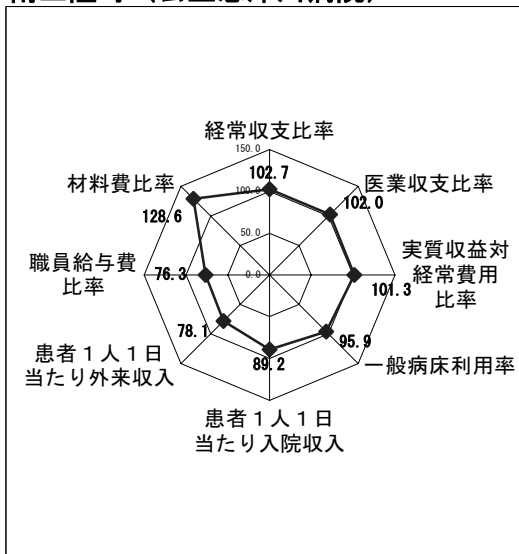 経常収支比率
150.0
102.7
100.0
材料費比率
医業収支比率
128.6
102.0
50.0
職員給与費
比率
76.3
0.0
実質収益対
経常費用
比率
101.3
78.1
95.9
患者１人１日
当たり外来収入
89.2
一般病床利用率
患者１人１日
当たり入院収入